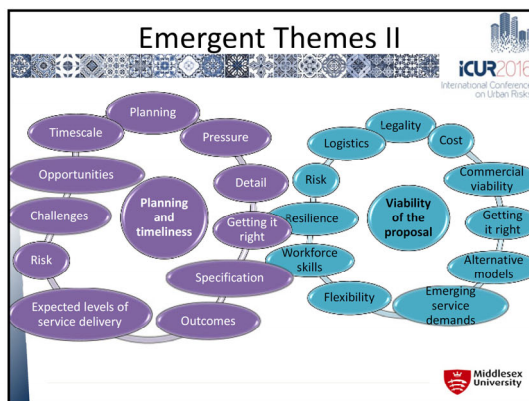 Emergent Themes II
iCUR2016
International Conference
on Urban Risks
Planning
Timescale
Pressure
Opportunities
Detail
Challenges
Getting it
right
Risk
Specification
Expected levels of
service delivery
Outcomes
Planning
and
timeliness
Legality
Logistics
Cost
Risk
Commercial
viability
Resilience
Getting it
right
Workforce
skills
Alternative
models
Flexibility
Emerging
service
demands
Viability
of the
proposal
Middlesex
University